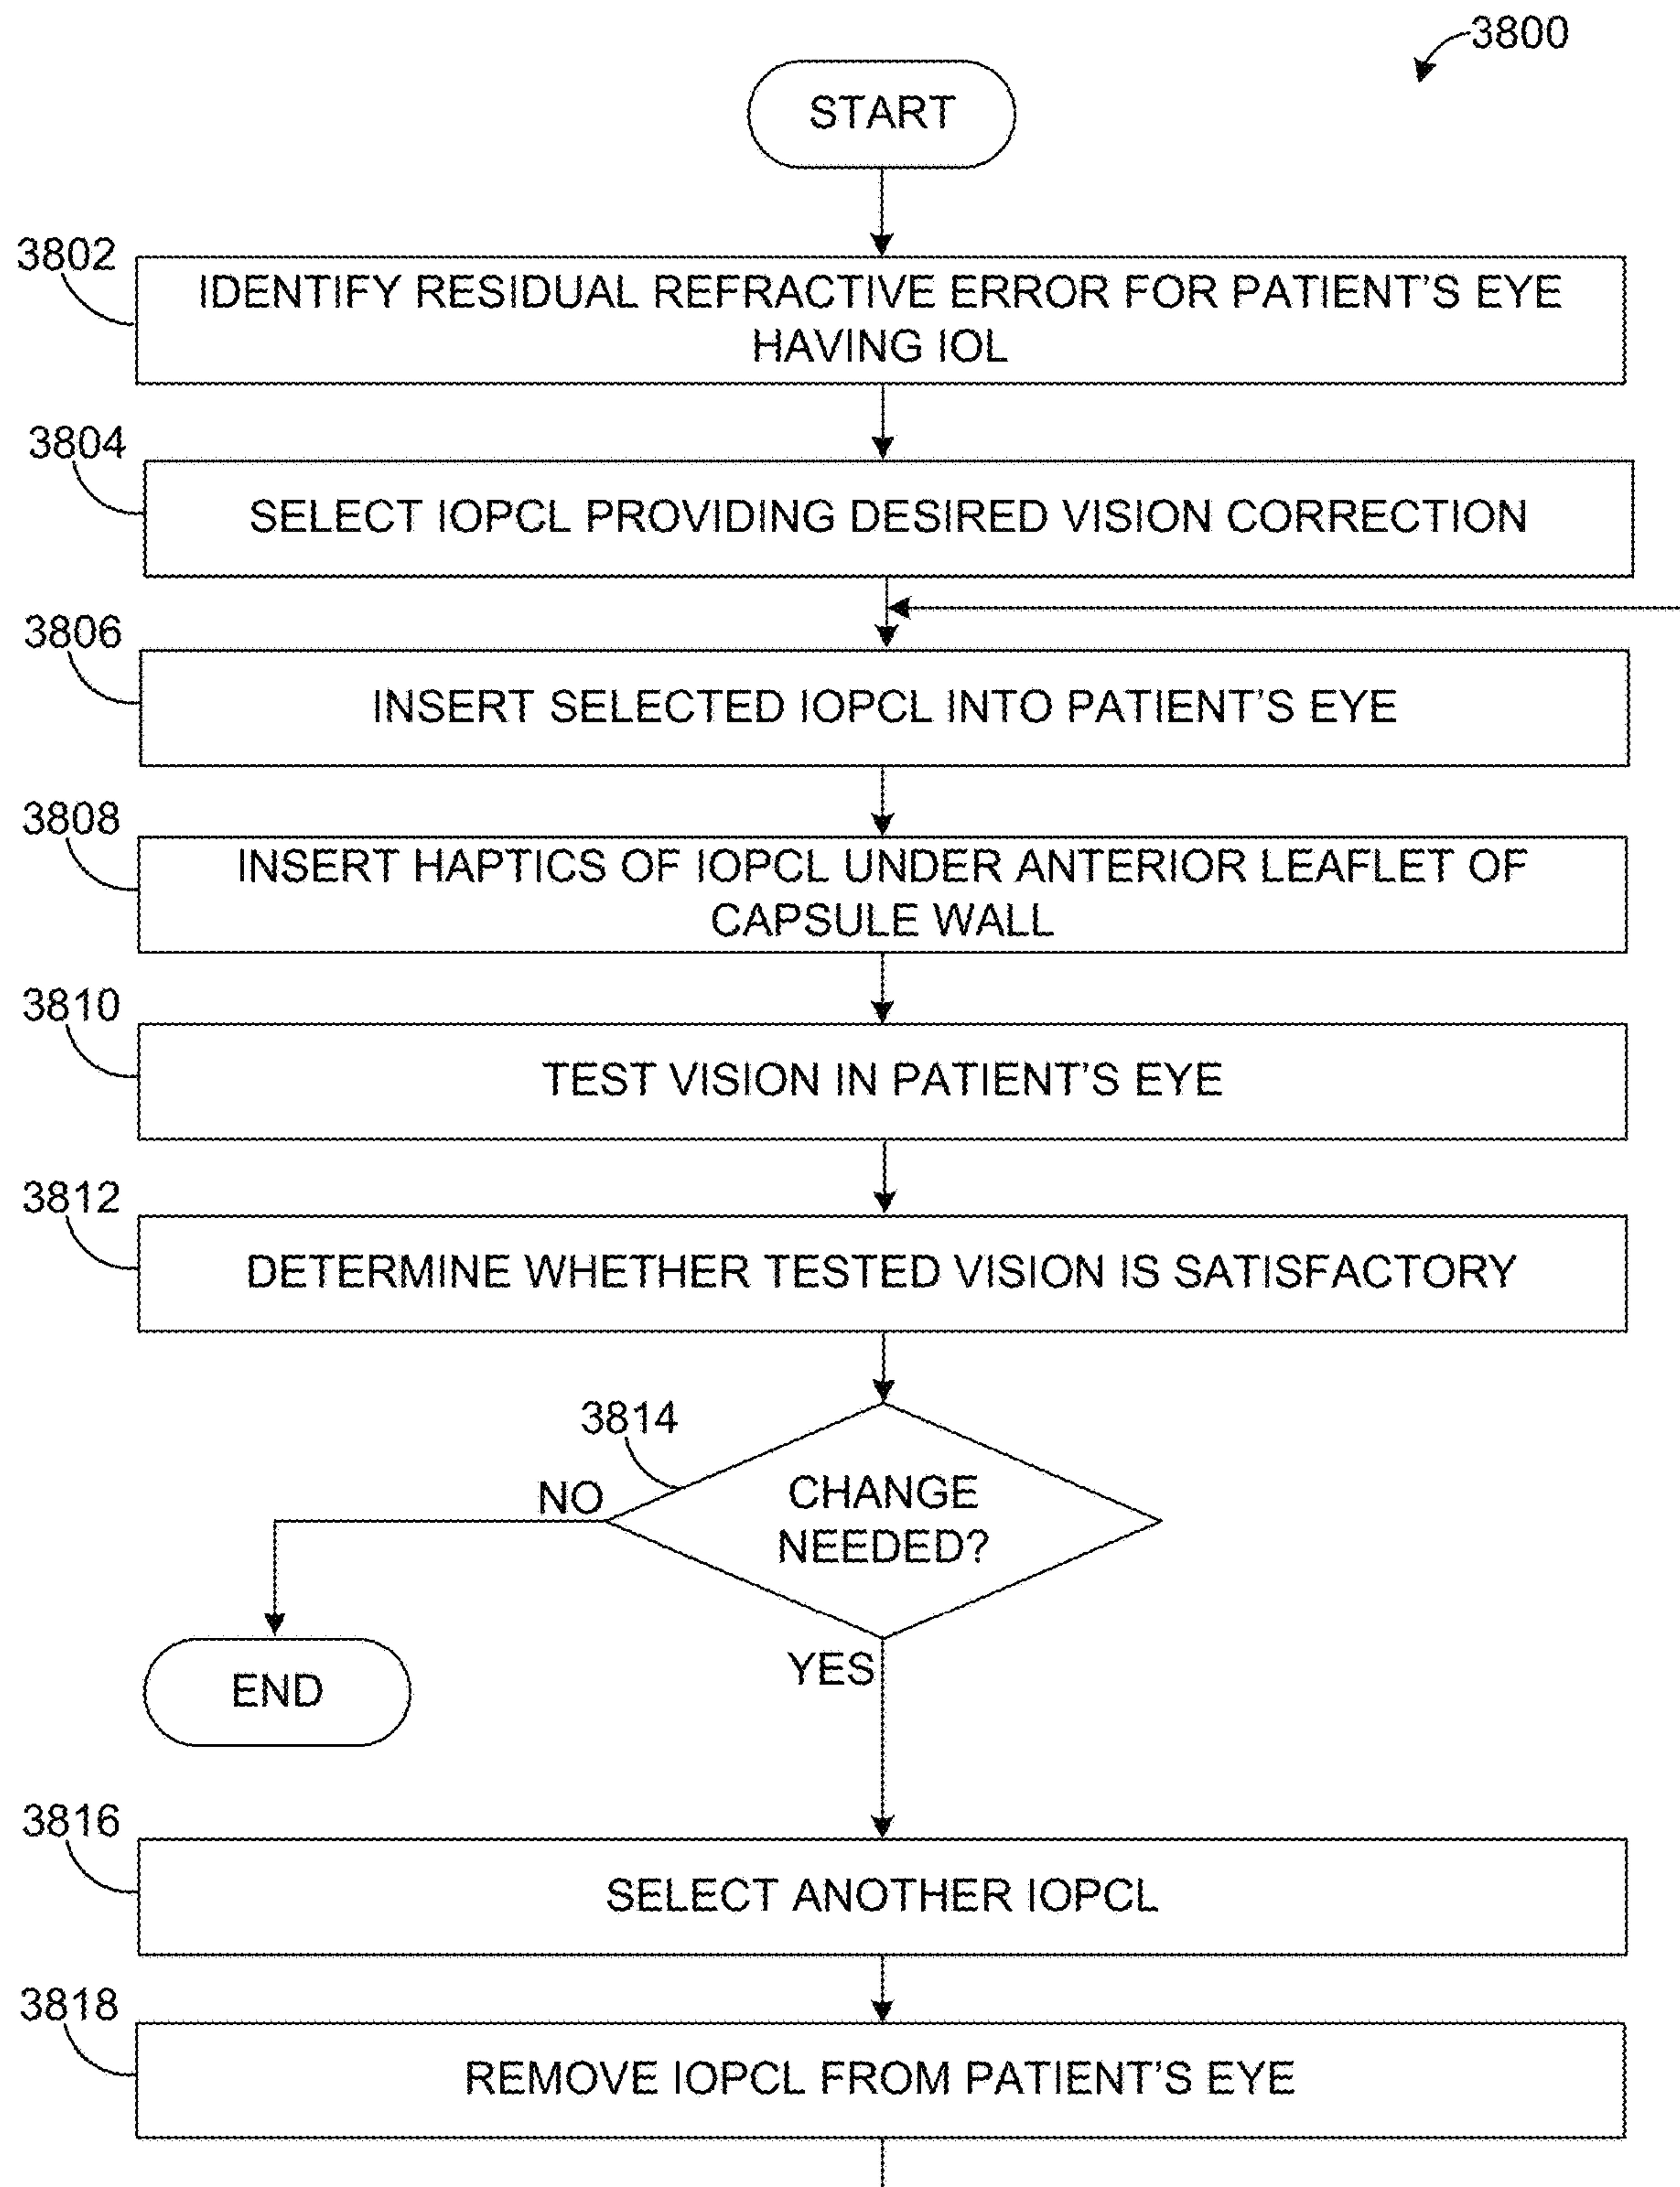 3800
START
3802
IDENTIFY RESIDUAL REFRACTIVE ERROR FOR PATIENT'S EYE
HAVING IOL
3804
SELECT IOPCL PROVIDING DESIRED VISION CORRECTION
3806
INSERT SELECTED IOPCL INTO PATIENT'S EYE
3808
INSERT HAPTICS OF IOPCL UNDER ANTERIOR LEAFLET OF
CAPSULE WALL
3810
TEST VISION IN PATIENT'S EYE
3812
DETERMINE WHETHER TESTED VISION IS SATISFACTORY
3814
CHANGE
NEEDED?
NO
END
YES
3816
SELECT ANOTHER IOPCL
3818
REMOVE IOPCL FROM PATIENT'S EYE